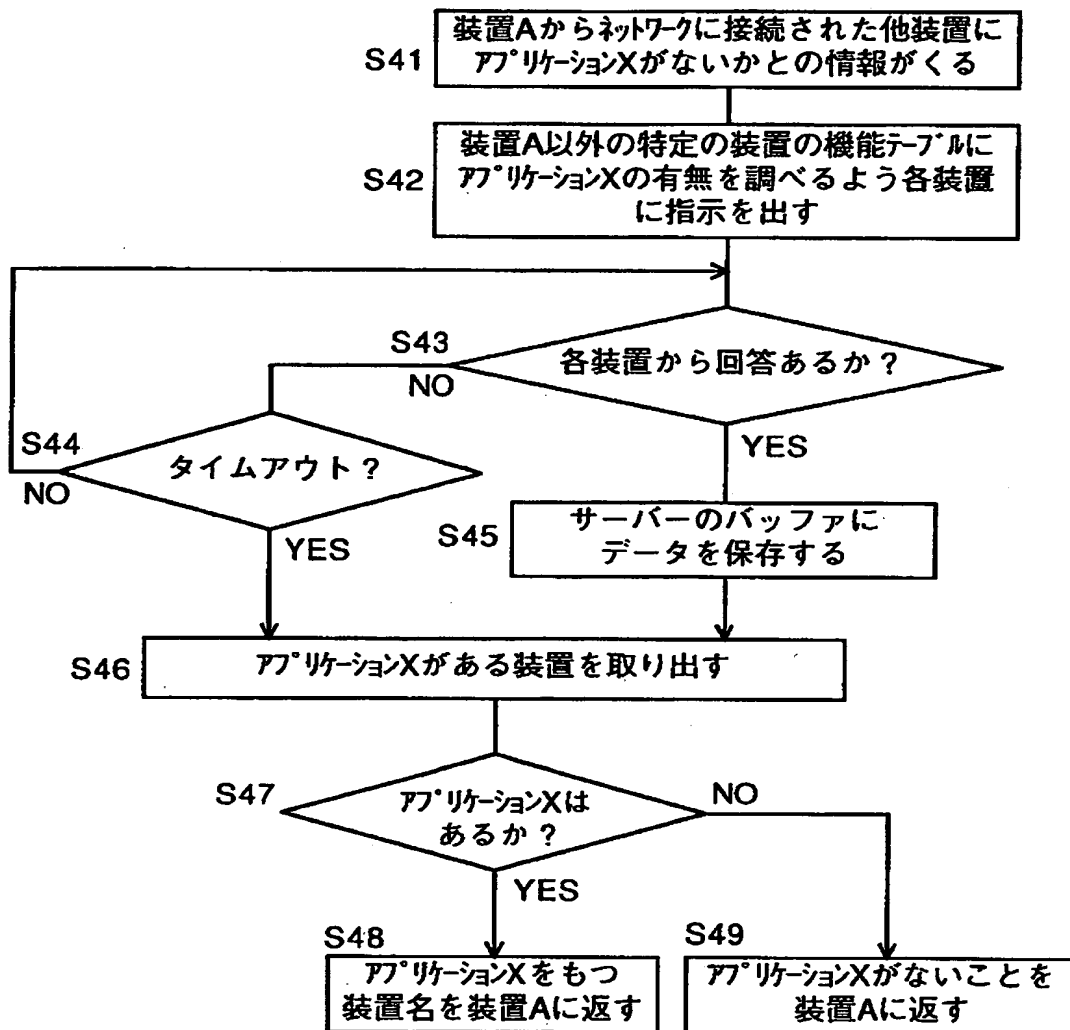 装置Aからネットワークに接続された他装置に
S41
アプリケーションXがないかとの情報がくる
装置A以外の特定の装置の機能テーブルに
S42
アプリケーションXの有無を調べるよう各装置
に指示を出す
S43
各装置から回答あるか?
NO
S44
タイムアウト?
YES
NO
サーバーのバッファに
S45
データを保存する
YES
S46
アプリケーションXがある装置を取り出す
S47
アプリケーションXは
あるか?
NO
YES
S48
アプリケーションXをもつ
装置名を装置Aに返す
S49
アプリケーションXがないことを
装置Aに返す